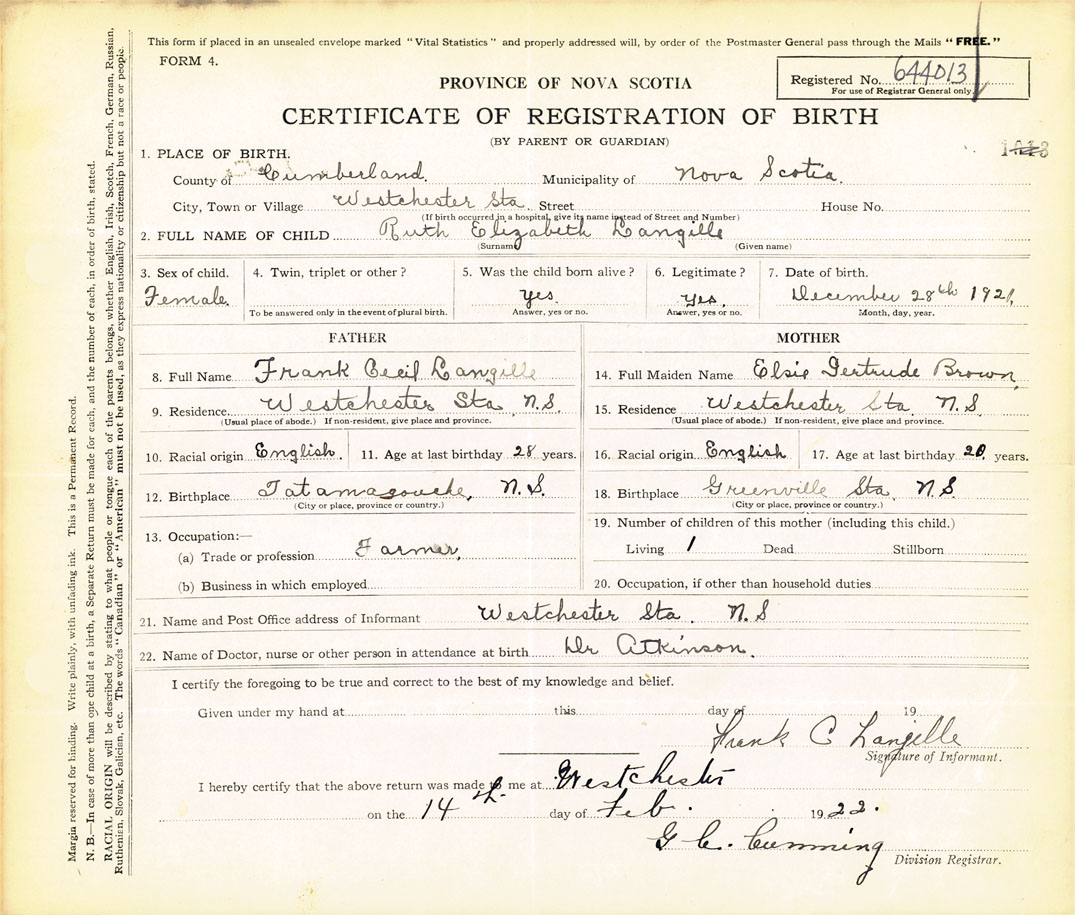 This form if placed in an unsealed envelope marked "Vital Statistics" and properly addressed will, by order of the Postmaster General pass through the Mails "FREE."
FORM 4.
Registered No. 644013
For use of Registrar General only
PROVINCE OF NOVA SCOTIA
CERTIFICATE OF REGISTRATION OF BIRTH
(BY PARENT OR GUARDIAN)
1. PLACE OF BIRTH.
County of Cumberland. Municipality of Nova Scotia.
City, Town or Village Westchester Sta Street House No.
(If birth occurred in a hospital, give its name instead of Street and Number)
2. FULL NAME OF CHILD Ruth Elizabeth Langille
(Surname) (Given name)
3. Sex of child. 4. Twin, triplet or other? 5. Was the child born alive? 6. Legitimate? 7. Date of birth.
Female. yes. yes. December 28th 1921.
To be answered only in the event of plural birth. Answer, yes or no. Answer, yes or no. Month, day, year.
FATHER MOTHER
8. Full Name Frank Cecil Langille 14. Full Maiden Name Elsie Gertrude Brown
9. Residence. Westchester Sta. N.S. 15. Residence Westchester Sta. N.S.
(Usual place of abode.) If non-resident, give place and province. (Usual place of abode.) If non-resident, give place and province.
10. Racial origin English. 11. Age at last birthday 28 years. 16. Racial origin English 17. Age at last birthday 20. years.
12. Birthplace Tatamagouche, N.S. 18. Birthplace Greenville Sta. N.S.
(City or place, province or country.) (City or place, province or country.)
13. Occupation:— 19. Number of children of this mother (including this child.)
(a) Trade or profession Farmer, Living 1 Dead Stillborn
(b) Business in which employed 20. Occupation, if other than household duties
21. Name and Post Office address of Informant Westchester Sta. N.S
22. Name of Doctor, nurse or other person in attendance at birth Dr Atkinson.
I certify the foregoing to be true and correct to the best of my knowledge and belief.
Given under my hand at this day of 19
Frank C Langille
Signature of Informant.
I hereby certify that the above return was made to me at Westchester
on the 14th day of Feb. 1922.
G. C. Cumming
Division Registrar.
Margin reserved for binding. Write plainly, with unfading ink. This is a Permanent Record.
N. B.—In case of more than one child at a birth, a Separate Return must be made for each, and the number of each, in order of birth, stated.
RACIAL ORIGIN will be described by stating to what people or tongue each of the parents belongs, whether English, Irish, Scotch, French, German, Russian,
Ruthenian, Slovak, Galician, etc. The words "Canadian" or "American" must not be used, as they express nationality or citizenship but not a race or people.